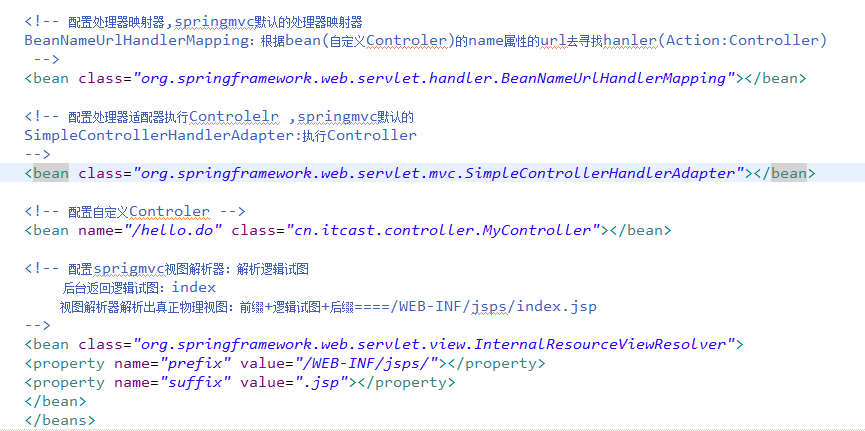 <!-- 配置处理器映射器,springmvc默认的处理器映射器
BeanNameUrlHandlerMapping：根据bean(自定义Controler)的name属性的url去寻找hanler(Action:Controller)
-->
<bean class="org.springframework.web.servlet.handler.BeanNameUrlHandlerMapping"></bean>
<!-- 配置处理器适配器执行Controlelr ,springmvc默认的
SimpleControllerHandlerAdapter:执行Controller
-->
<bean class="org.springframework.web.servlet.mvc.SimpleControllerHandlerAdapter"></bean>
<!-- 配置自定义Controler -->
<bean name="/hello.do" class="cn.itcast.controller.MyController"></bean>
<!-- 配置sprigmvc视图解析器：解析逻辑试图
后台返回逻辑试图：index
视图解析器解析出真正物理视图：前缀+逻辑试图+后缀====/WEB-INF/jsps/index.jsp
-->
<bean class="org.springframework.web.servlet.view.InternalResourceViewResolver">
<property name="prefix" value="/WEB-INF/jsps/"></property>
<property name="suffix" value=".jsp"></property>
</bean>
</beans>